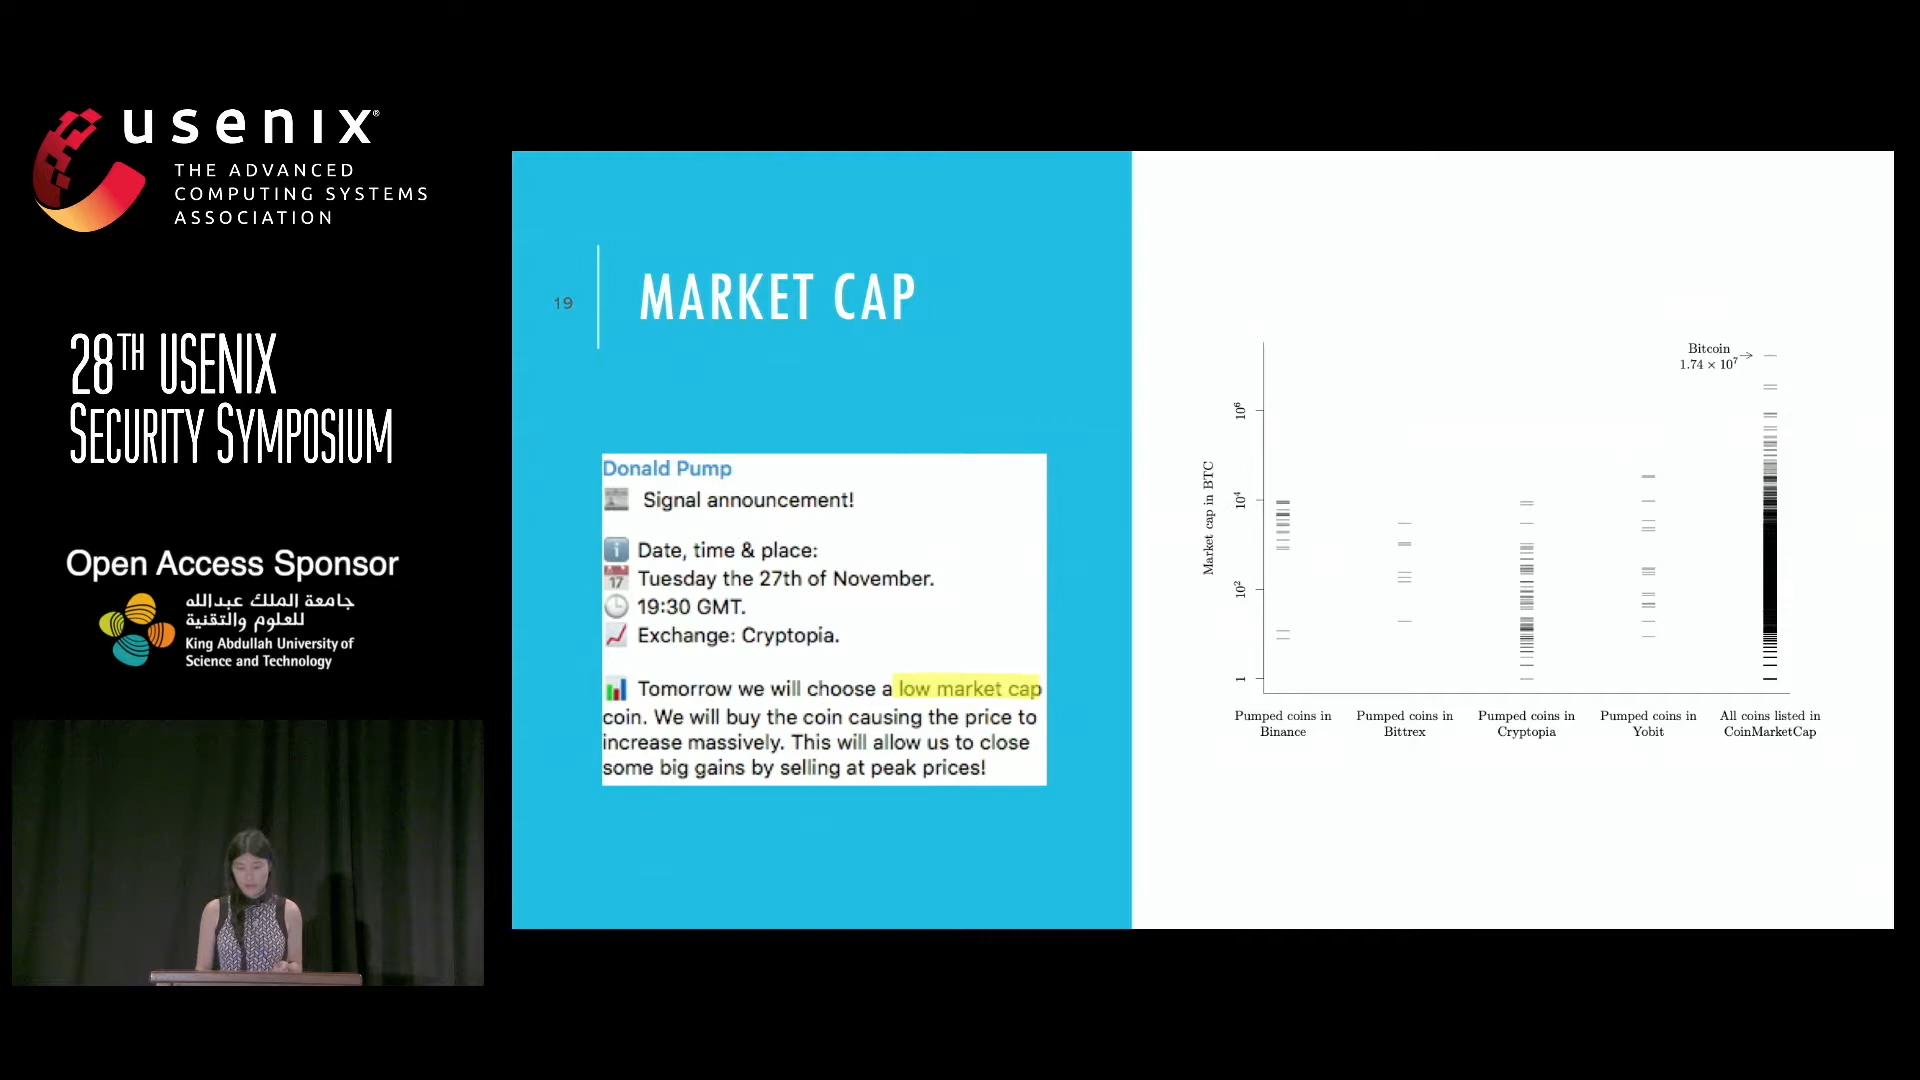 usenix®
THE ADVANCED
COMPUTING SYSTEMS
ASSOCIATION
28TH USENIX
SECURITY SYMPOSIUM
Open Access Sponsor
جامعة الملك عبدالله
للعلوم والتقنية
King Abdullah University of
Science and Technology
19
MARKET CAP
Donald Pump
Signal announcement!
Date, time & place:
17 Tuesday the 27th of November.
19:30 GMT.
Exchange: Cryptopia.
Tomorrow we will choose a low market cap
coin. We will buy the coin causing the price to
increase massively. This will allow us to close
some big gains by selling at peak prices!
Market cap in BTC
10⁶
10⁴
10²
1
Bitcoin
1.74 × 10⁷
Pumped coins in
Binance
Pumped coins in
Bittrex
Pumped coins in
Cryptopia
Pumped coins in
Yobit
All coins listed in
CoinMarketCap